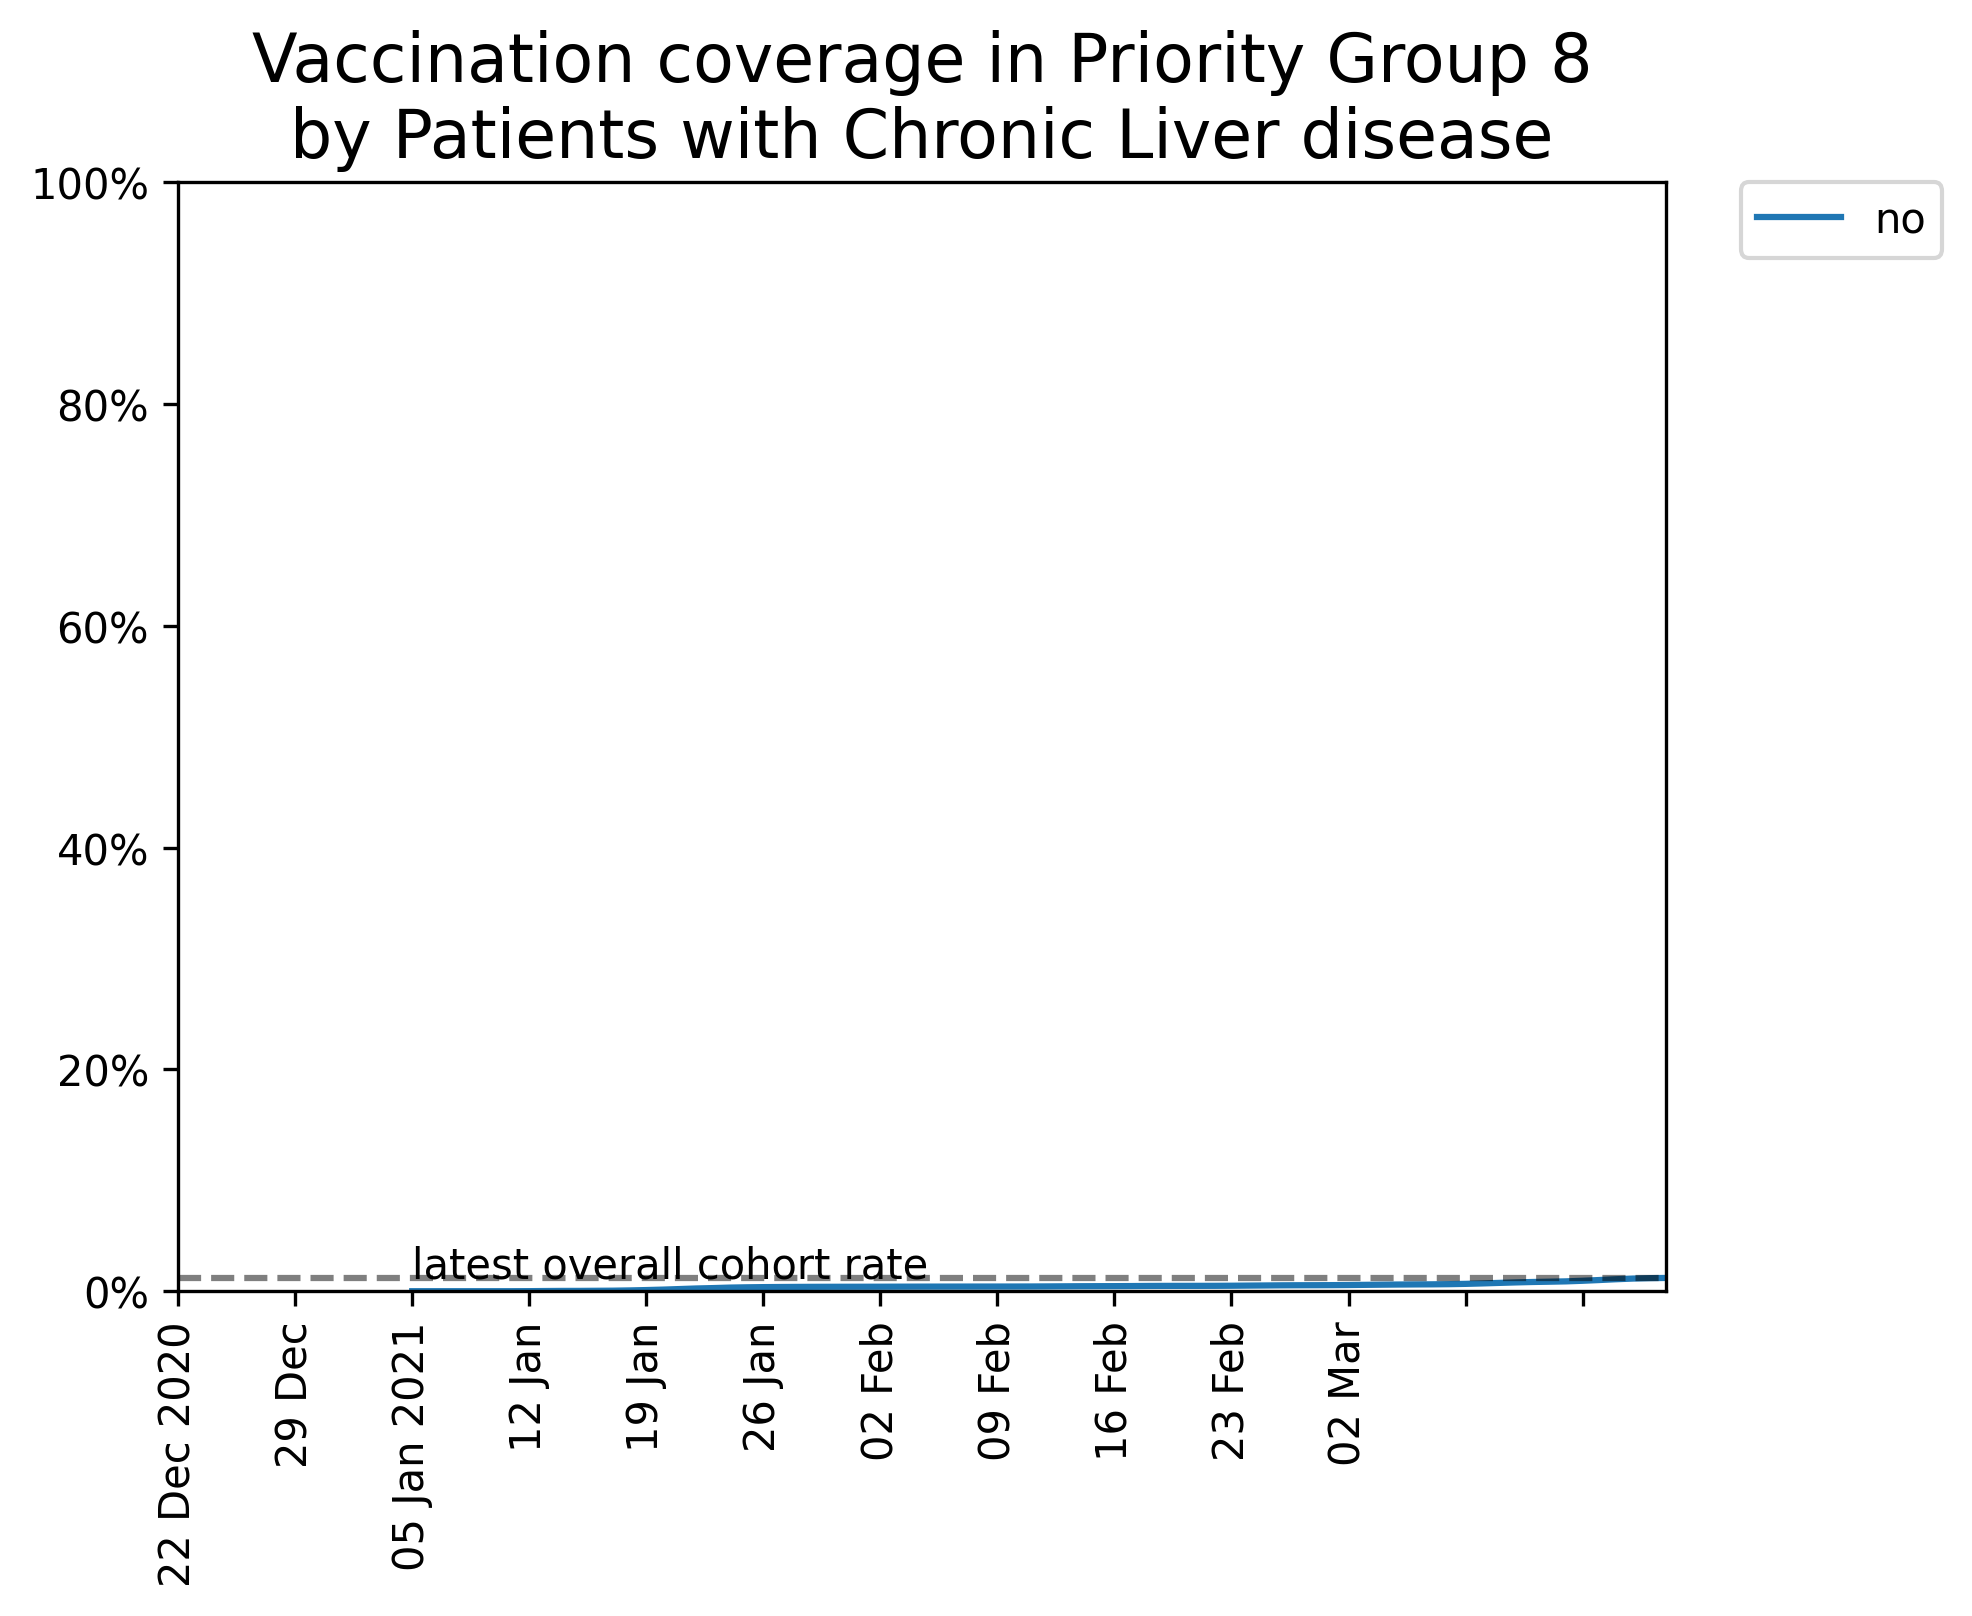 Vaccination coverage in Priority Group 8
by Patients with Chronic Liver disease
100%
80%
60%
40%
20%
0%
no
latest overall cohort rate
22 Dec 2020
29 Dec
05 Jan 2021
12 Jan
19 Jan
26 Jan
02 Feb
09 Feb
16 Feb
23 Feb
02 Mar